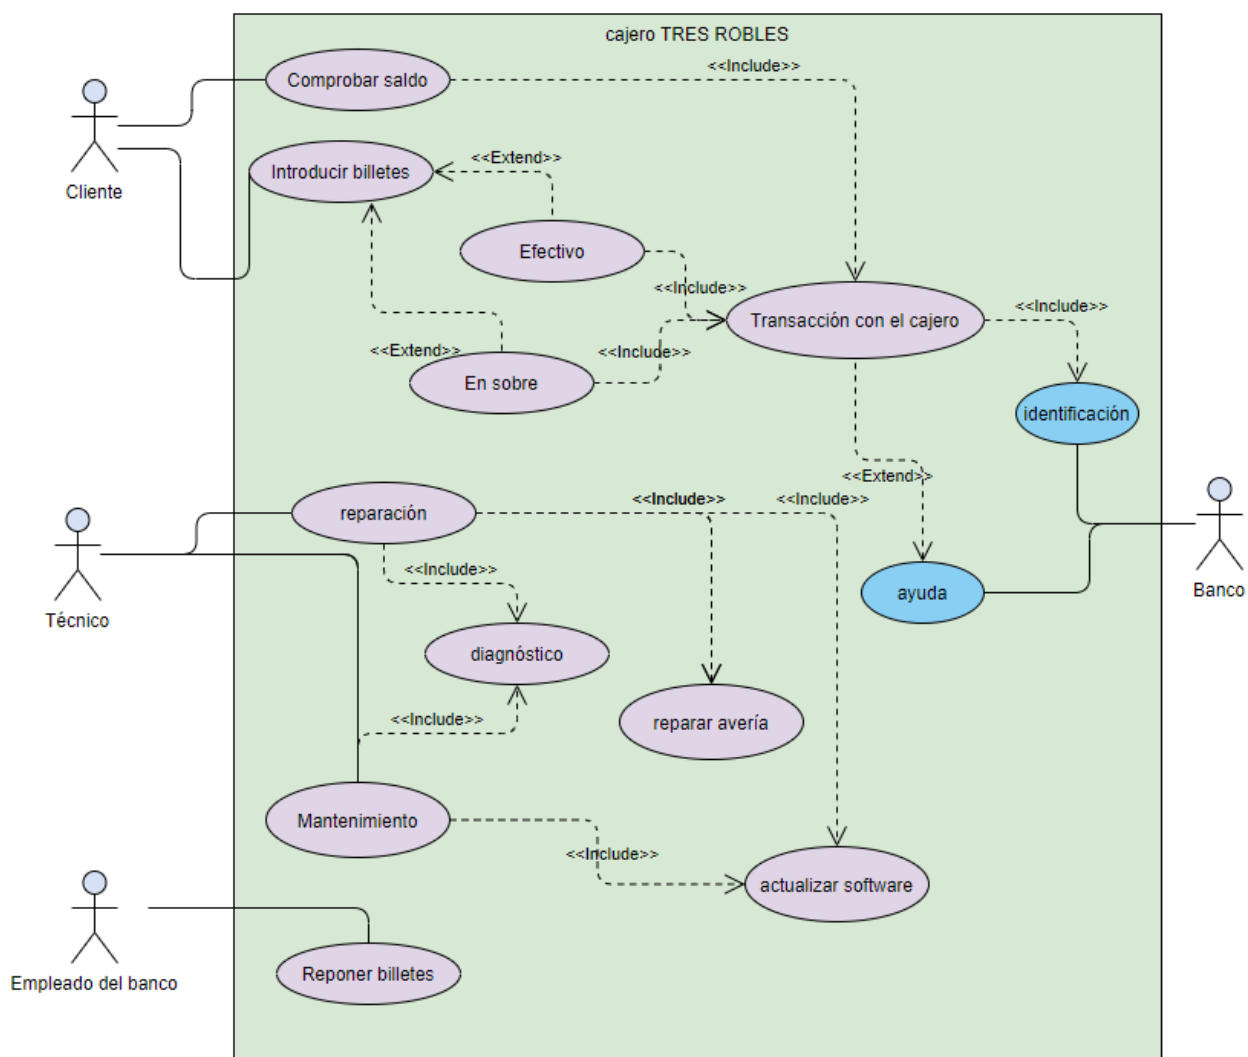 cajero TRES ROBLES
Comprobar saldo
<<Include>>
Cliente
Introducir billetes
<<Extend>>
Efectivo
<<Include>>
Transacción con el cajero
<<Include>>
<<Extend>>
<<Include>>
En sobre
identificación
<<Extend>>
reparación
<<Include>>
<<Include>>
Técnico
<<Include>>
ayuda
Banco
diagnóstico
<<Include>>
reparar avería
Mantenimiento
<<Include>>
actualizar software
Empleado del banco
Reponer billetes